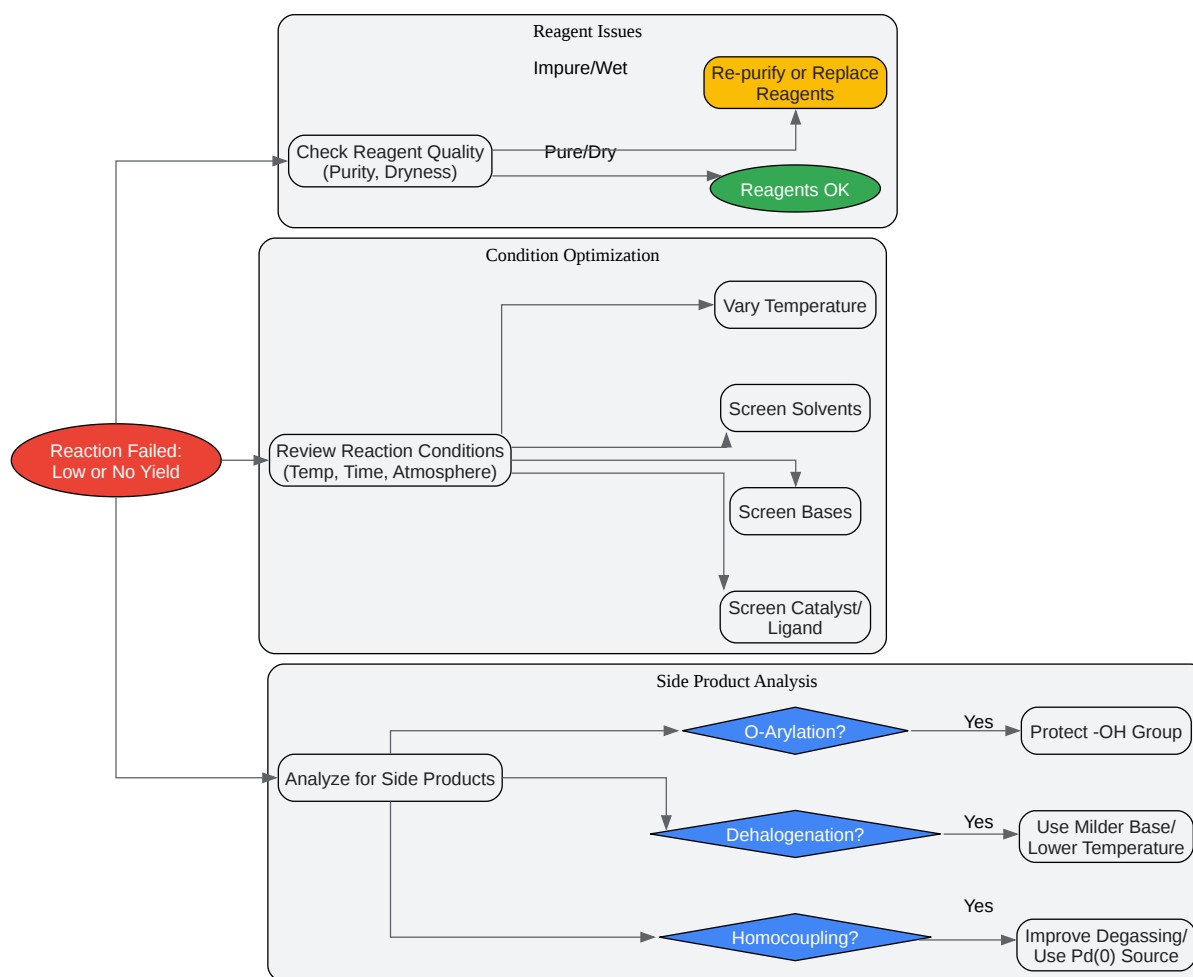 Reagent Issues
Impure/Wet
Re-purify or Replace
Reagents
Check Reagent Quality
(Purity, Dryness)
Pure/Dry
Reagents OK
Condition Optimization
Vary Temperature
Screen Solvents
Reaction Failed:
Low or No Yield
Review Reaction Conditions
(Temp, Time, Atmosphere)
Screen Bases
Screen Catalyst/
Ligand
Side Product Analysis
O-Arylation?
Yes
Protect -OH Group
Analyze for Side Products
Dehalogenation?
Yes
Use Milder Base/
Lower Temperature
Homocoupling?
Yes
Improve Degassing/
Use Pd(0) Source